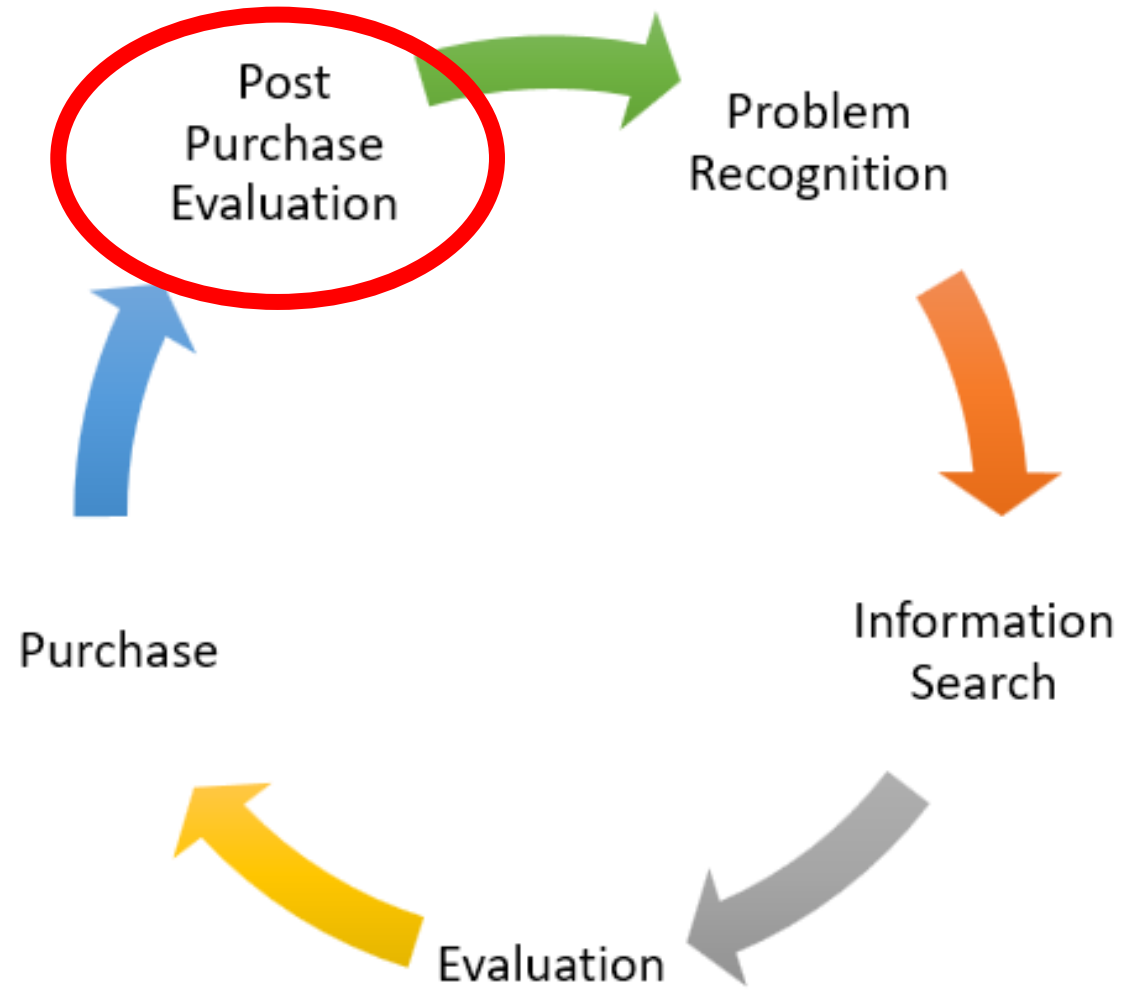 Post
Purchase
Evaluation
Problem
Recognition
Information
Search
Purchase
Evaluation